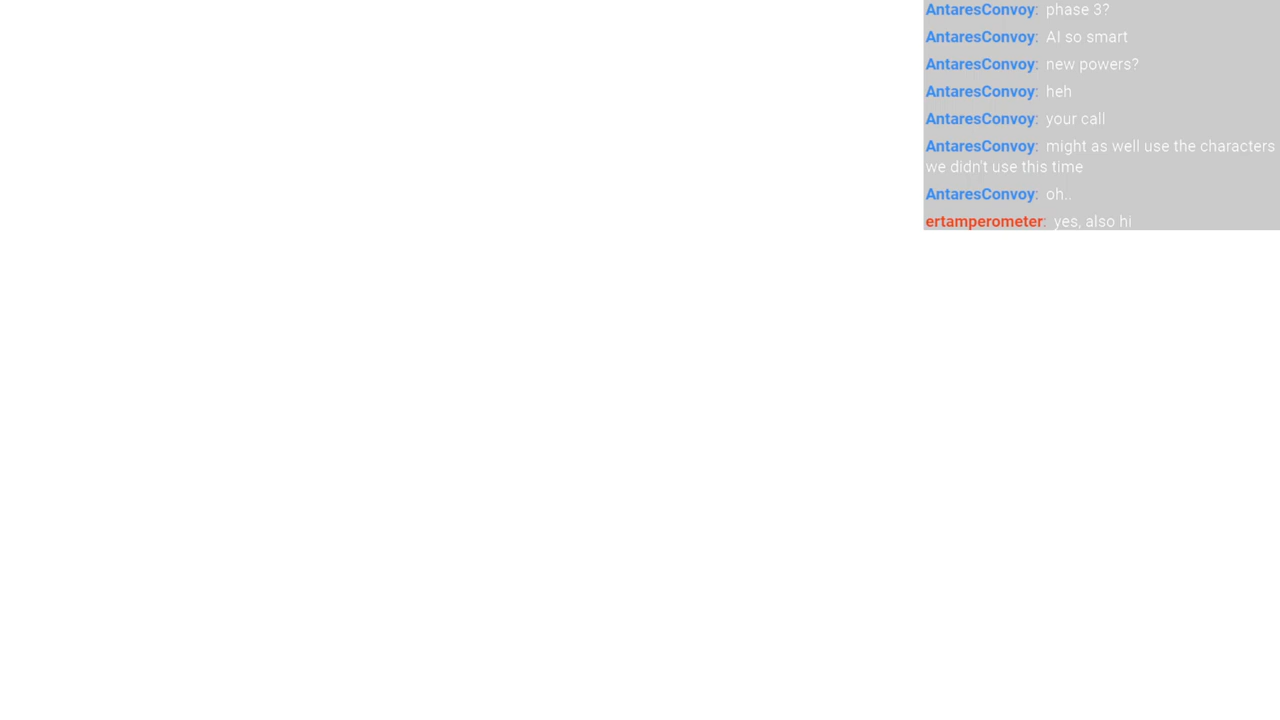 AntaresConvoy: phase 3?
AntaresConvoy: AI so smart
AntaresConvoy: new powers?
AntaresConvoy: heh
AntaresConvoy: your call
AntaresConvoy: might as well use the characters
we didn't use this time
AntaresConvoy: oh..
ertamperometer: yes, also hi